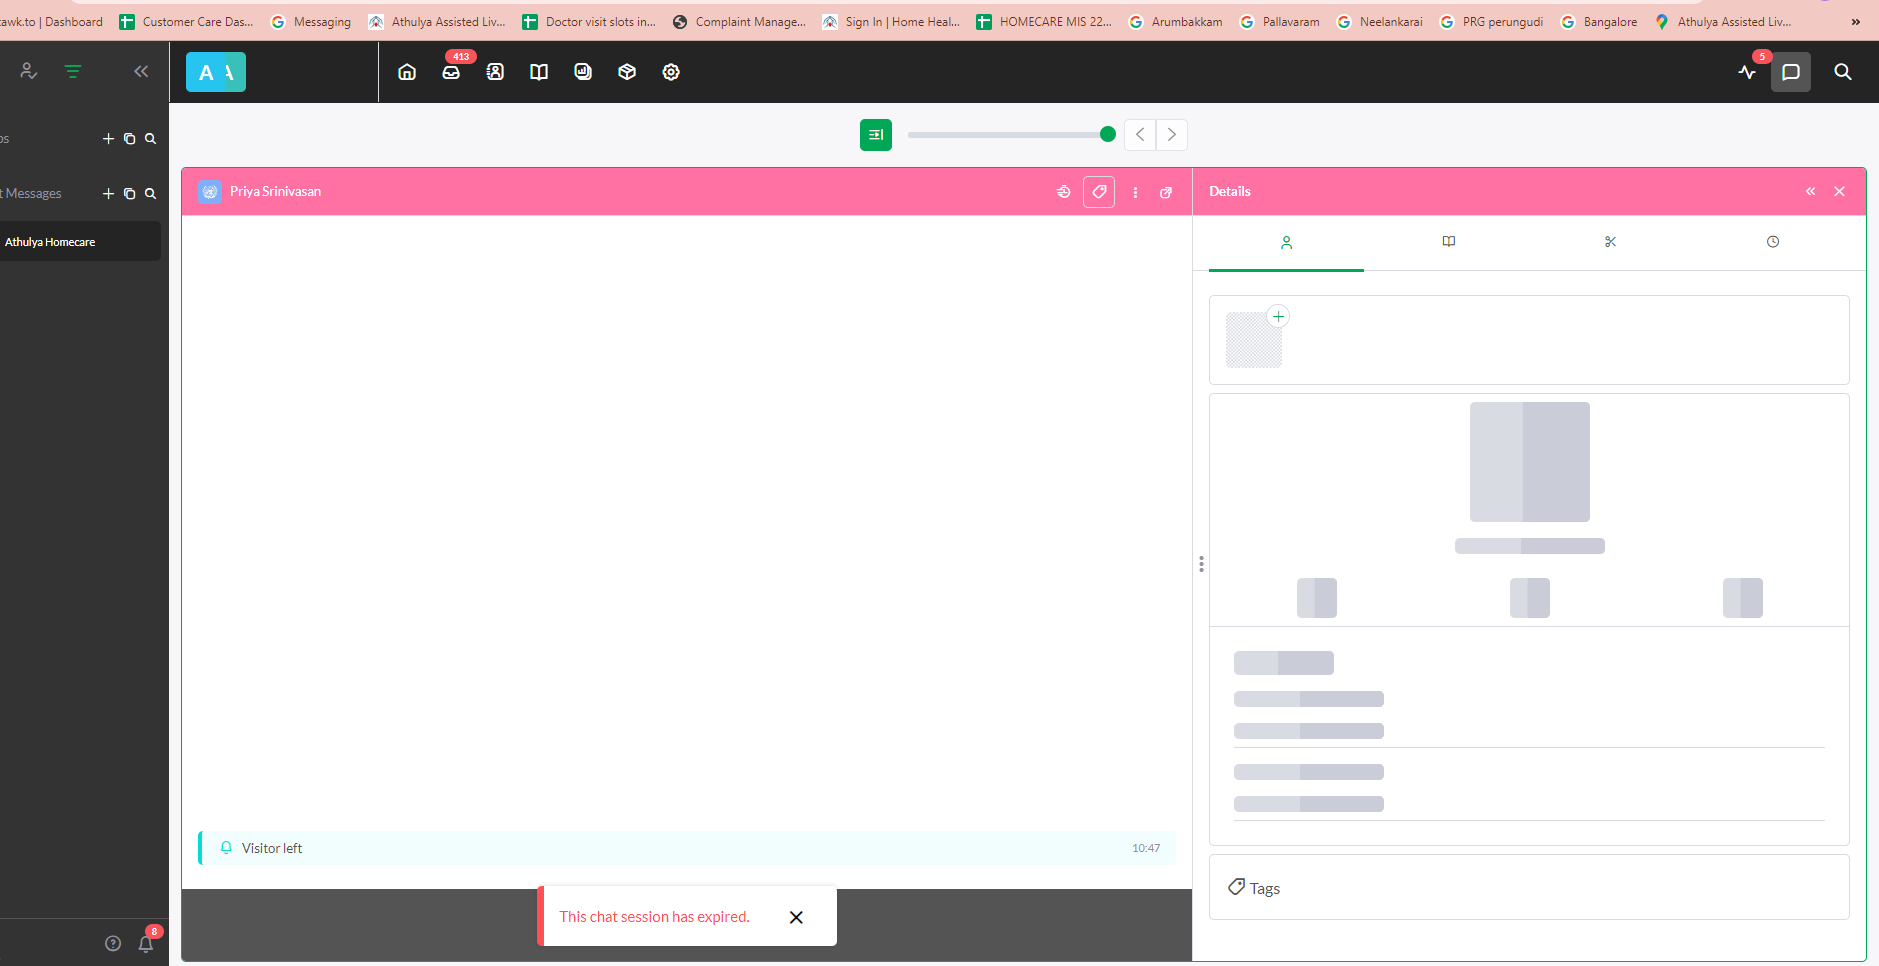 tawk.to | Dashboard
Customer Care Das...
Messaging
Athulya Assisted Liv...
Doctor visit slots in...
Complaint Manage...
Sign In | Home Heal...
HOMECARE MIS 22...
Arumbakkam
Pallavaram
Neelankarai
PRG perungudi
Bangalore
Athulya Assisted Liv...
»
A A
413
5
os
t Messages
Athulya Homecare
Priya Srinivasan
Details
Visitor left
10:47
Tags
This chat session has expired.
8